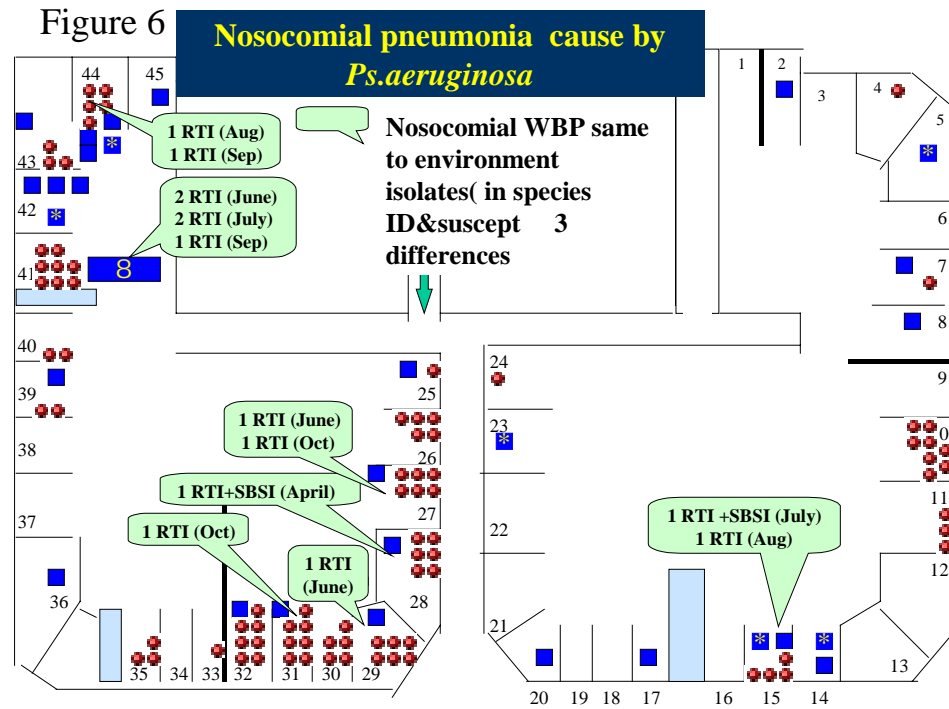 Figure 6
Nosocomial pneumonia cause by
Ps.aeruginosa
Nosocomial WBP same
to environment
isolates( in species
ID&suscept 3
differences
44
45
1 RTI (Aug)
1 RTI (Sep)
43
2 RTI (June)
2 RTI (July)
1 RTI (Sep)
42
*
*
41
8
40
39
38
37
36
35
34
33
32
31
30
29
28
27
26
25
1 RTI (June)
1 RTI (Oct)
1 RTI+SBSI (April)
1 RTI (Oct)
1 RTI
(June)
24
23
*
22
21
20
19
18
17
16
15
14
13
12
11
0
9
8
7
6
5
*
4
3
2
1
1 RTI +SBSI (July)
1 RTI (Aug)
*
*